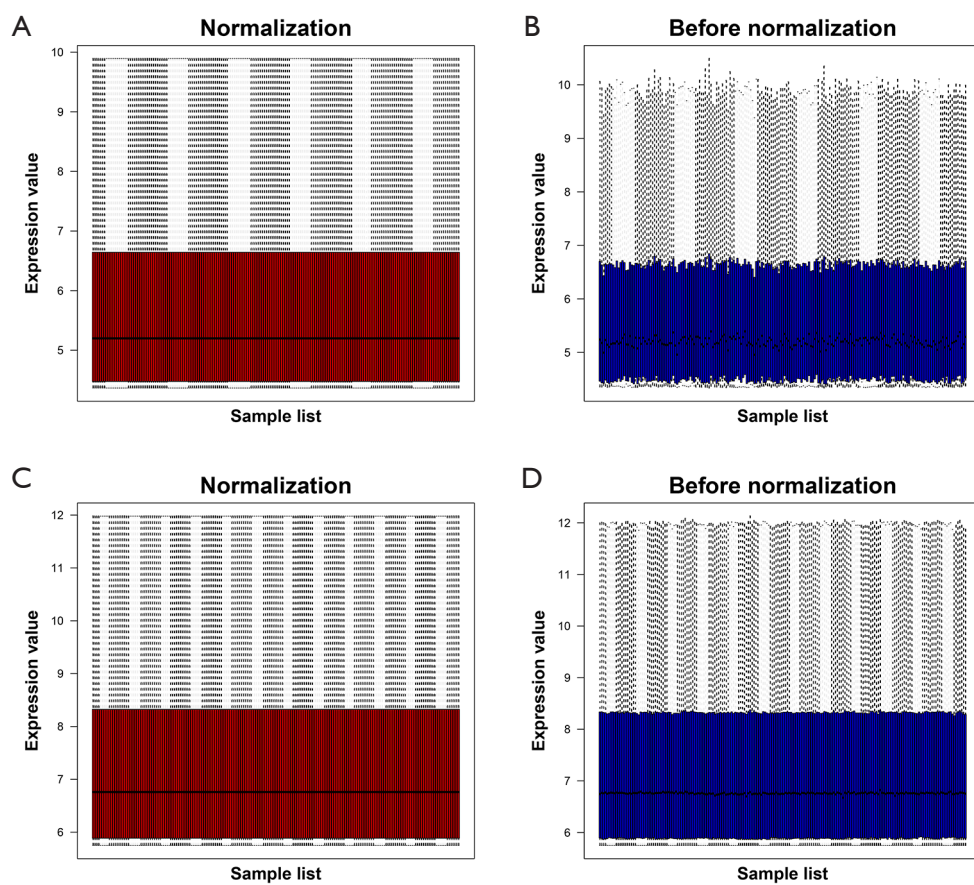 A
Normalization
10
9
8
7
6
5
Expression value
Sample list
B
Before normalization
10
9
8
7
6
5
Expression value
Sample list
C
Normalization
12
11
10
9
8
7
6
Expression value
Sample list
D
Before normalization
12
11
10
9
8
7
6
Expression value
Sample list